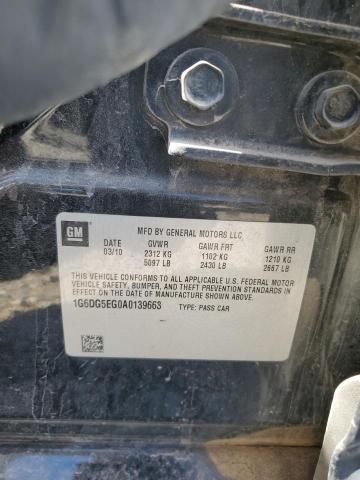 GM
MFD BY GENERAL MOTORS LLC
DATE GVWR GAWR FRT GAWR RR
03/10 2312 KG 1102 KG 1210 KG
5097 LB 2430 LB 2667 LB
THIS VEHICLE CONFORMS TO ALL APPLICABLE U.S. FEDERAL MOTOR
VEHICLE SAFETY, BUMPER, AND THEFT PREVENTION STANDARDS IN
EFFECT ON THE DATE OF MANUFACTURE SHOWN ABOVE.
1G6DG5EG0A0139663 TYPE: PASS CAR